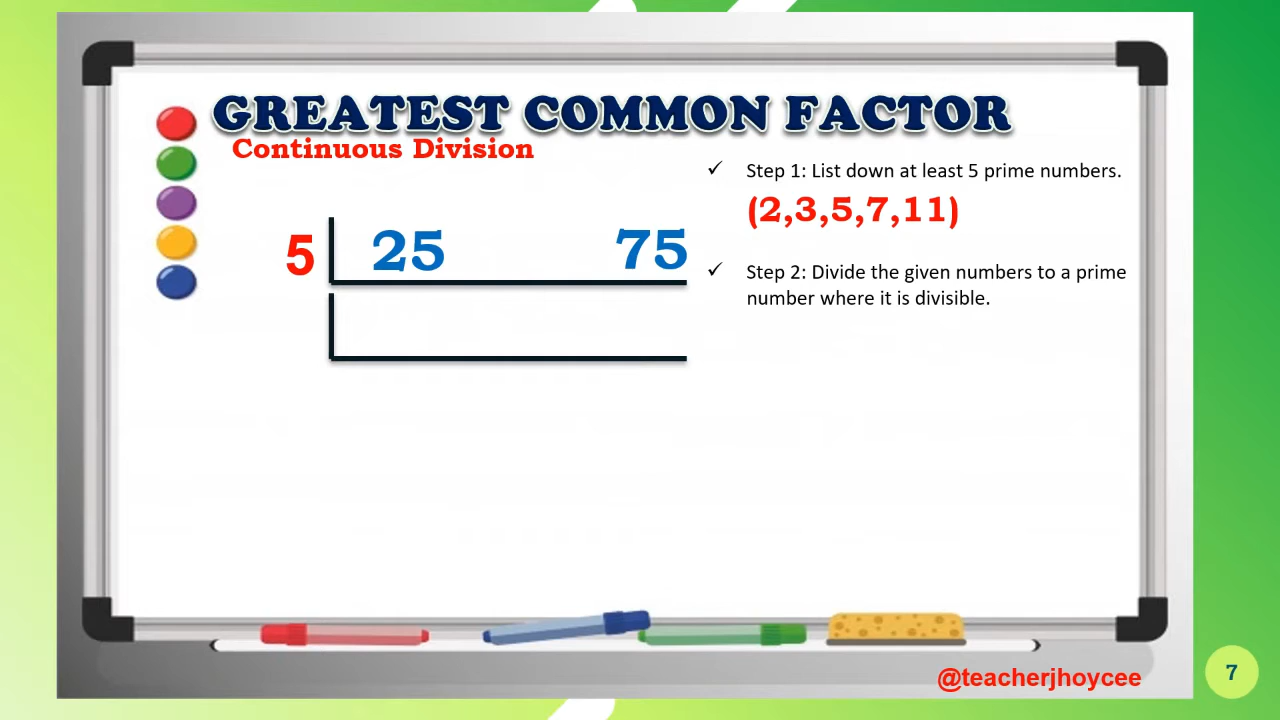 GREATEST COMMON FACTOR
Continuous Division
5 25 75
✓ Step 1: List down at least 5 prime numbers.
(2,3,5,7,11)
✓ Step 2: Divide the given numbers to a prime
number where it is divisible.
@teacherjhoycee
7